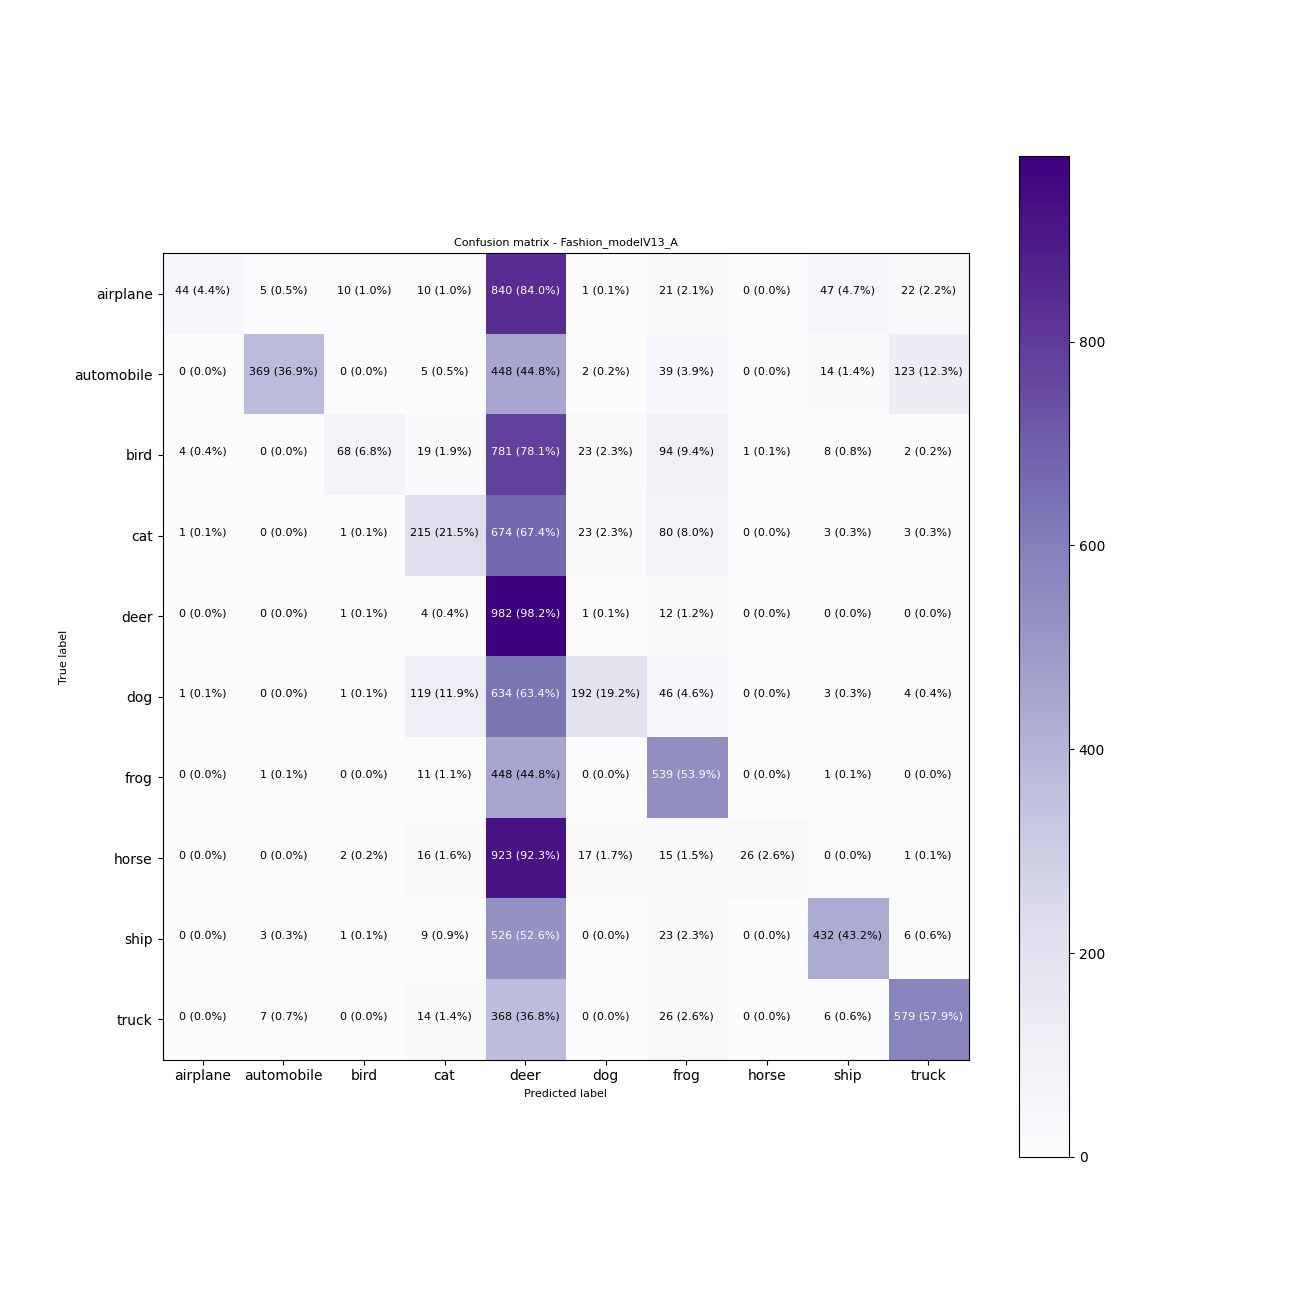 Confusion matrix - Fashion_modelV13_A
airplane 44 (4.4%) 5 (0.5%) 10 (1.0%) 10 (1.0%) 840 (84.0%) 1 (0.1%) 21 (2.1%) 0 (0.0%) 47 (4.7%) 22 (2.2%)
automobile 0 (0.0%) 369 (36.9%) 0 (0.0%) 5 (0.5%) 448 (44.8%) 2 (0.2%) 39 (3.9%) 0 (0.0%) 14 (1.4%) 123 (12.3%)
bird 4 (0.4%) 0 (0.0%) 68 (6.8%) 19 (1.9%) 781 (78.1%) 23 (2.3%) 94 (9.4%) 1 (0.1%) 8 (0.8%) 2 (0.2%)
cat 1 (0.1%) 0 (0.0%) 1 (0.1%) 215 (21.5%) 674 (67.4%) 23 (2.3%) 80 (8.0%) 0 (0.0%) 3 (0.3%) 3 (0.3%)
deer 0 (0.0%) 0 (0.0%) 1 (0.1%) 4 (0.4%) 982 (98.2%) 1 (0.1%) 12 (1.2%) 0 (0.0%) 0 (0.0%) 0 (0.0%)
dog 1 (0.1%) 0 (0.0%) 1 (0.1%) 119 (11.9%) 634 (63.4%) 192 (19.2%) 46 (4.6%) 0 (0.0%) 3 (0.3%) 4 (0.4%)
frog 0 (0.0%) 1 (0.1%) 0 (0.0%) 11 (1.1%) 448 (44.8%) 0 (0.0%) 539 (53.9%) 0 (0.0%) 1 (0.1%) 0 (0.0%)
horse 0 (0.0%) 0 (0.0%) 2 (0.2%) 16 (1.6%) 923 (92.3%) 17 (1.7%) 15 (1.5%) 26 (2.6%) 0 (0.0%) 1 (0.1%)
ship 0 (0.0%) 3 (0.3%) 1 (0.1%) 9 (0.9%) 526 (52.6%) 0 (0.0%) 23 (2.3%) 0 (0.0%) 432 (43.2%) 6 (0.6%)
truck 0 (0.0%) 7 (0.7%) 0 (0.0%) 14 (1.4%) 368 (36.8%) 0 (0.0%) 26 (2.6%) 0 (0.0%) 6 (0.6%) 579 (57.9%)
airplane automobile bird cat deer dog frog horse ship truck
Predicted label
True label
800
600
400
200
0